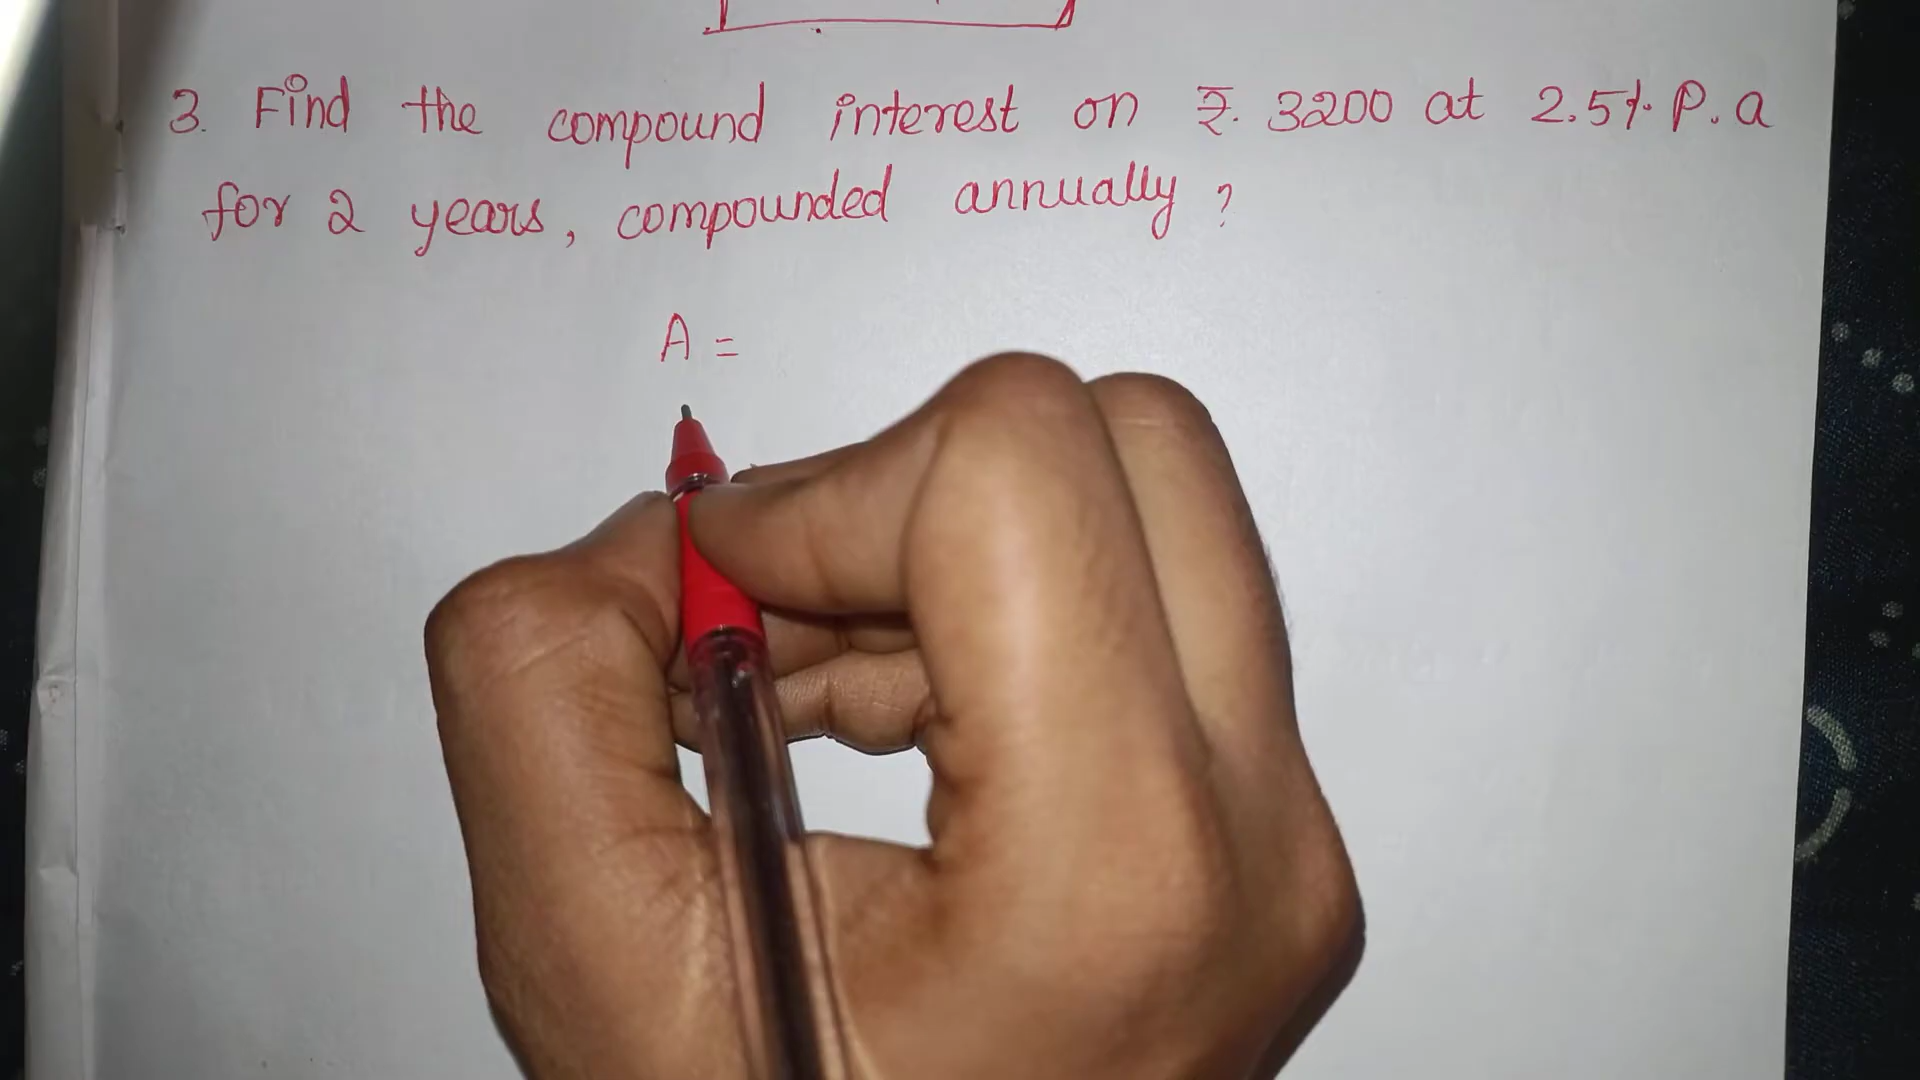 3. Find the compound interest on ₹. 3200 at 2.5%. P.a
for 2 years, compounded annually ?
A =